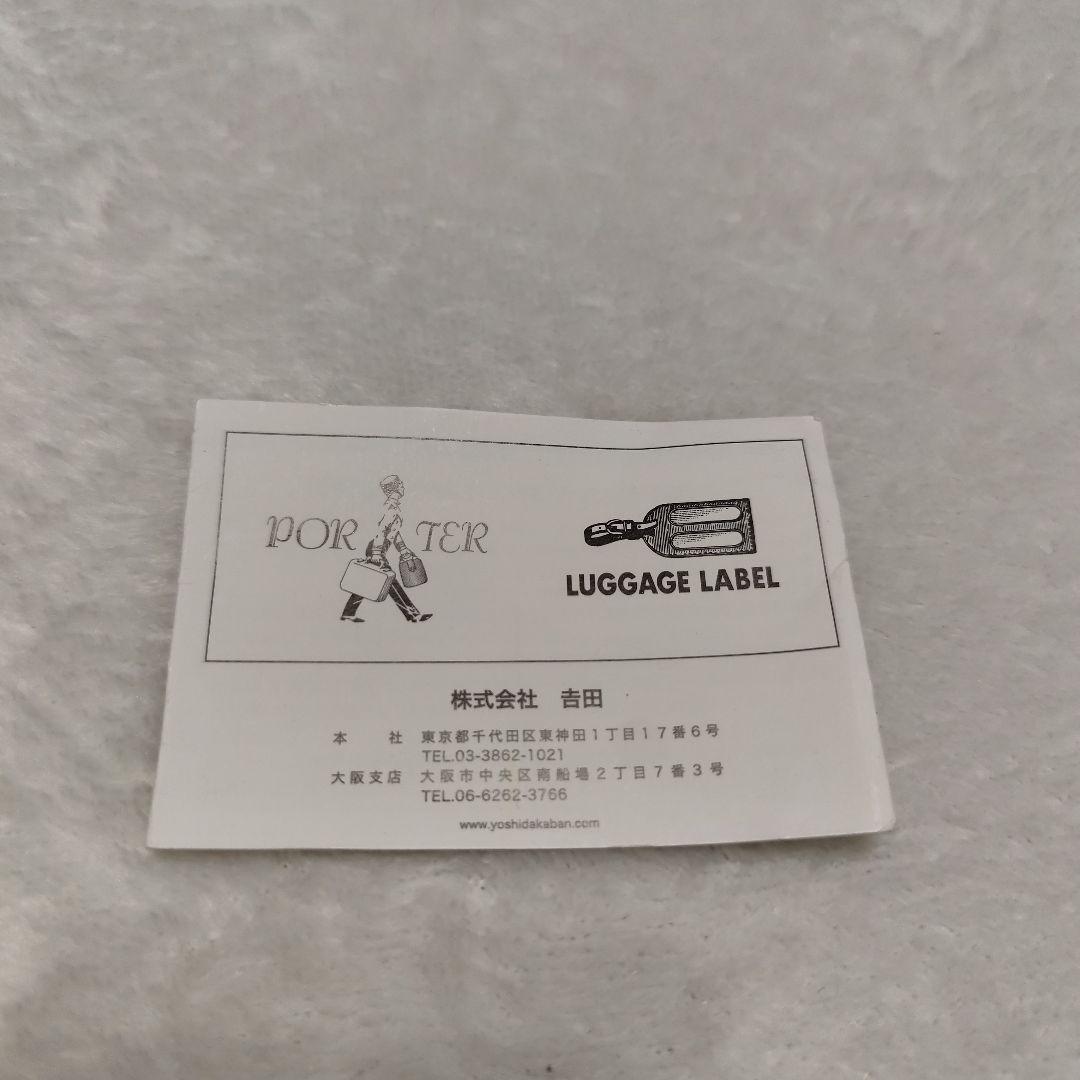 PORTER
LUGGAGE LABEL
株式会社 𠮷田
本 社 東京都千代田区東神田1丁目17番6号
TEL.03-3862-1021
大阪支店 大阪市中央区南船場2丁目7番3号
TEL.06-6262-3766
www.yoshidakaban.com